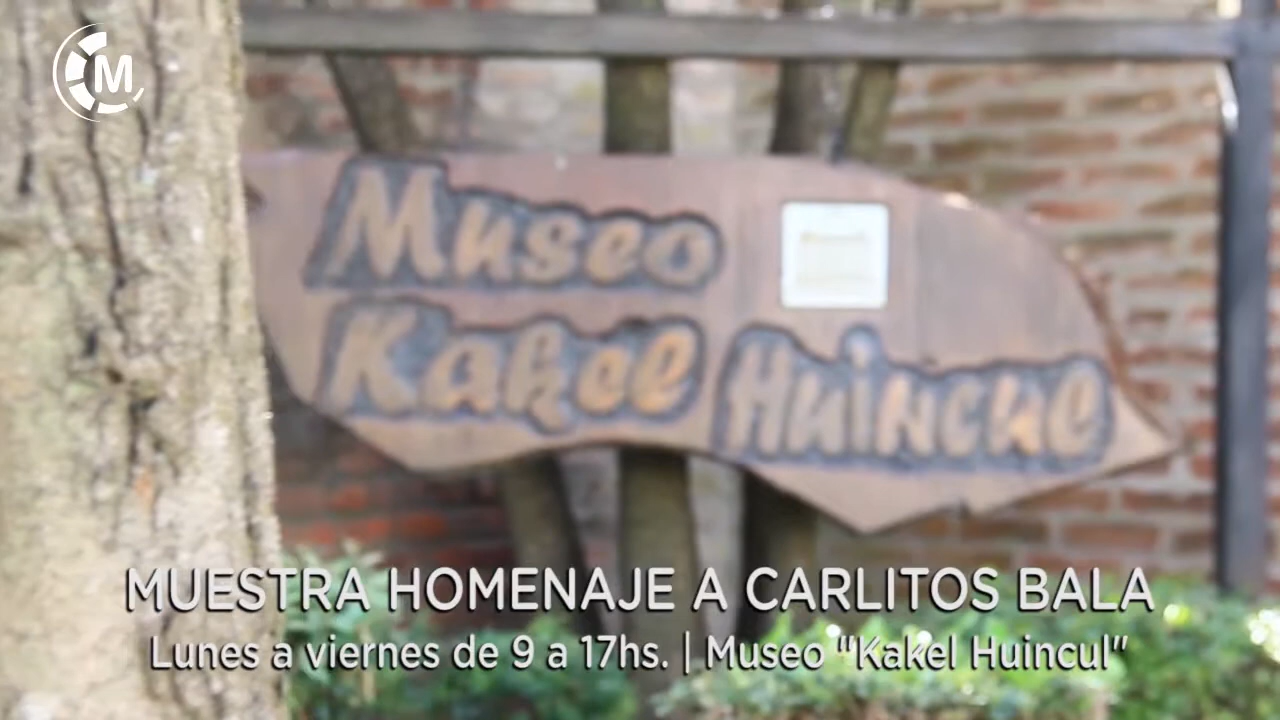 M
Museo
Kakel Huincul
MUESTRA HOMENAJE A CARLITOS BALA
Lunes a viernes de 9 a 17hs. | Museo "Kakel Huincul"